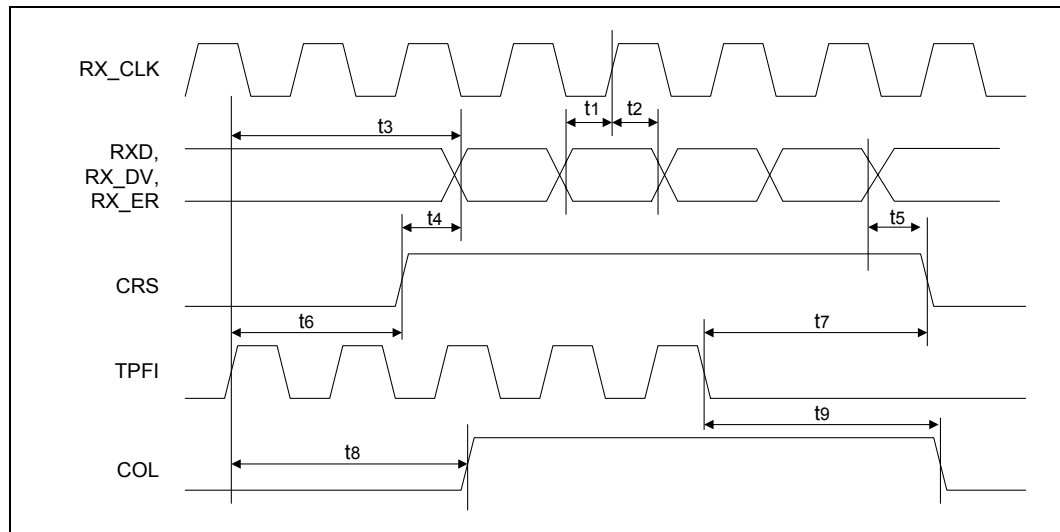 RX_CLK
t1
t2
t3
RXD,
RX_DV,
RX_ER
t4
t5
CRS
t6
t7
TPFI
t9
t8
COL